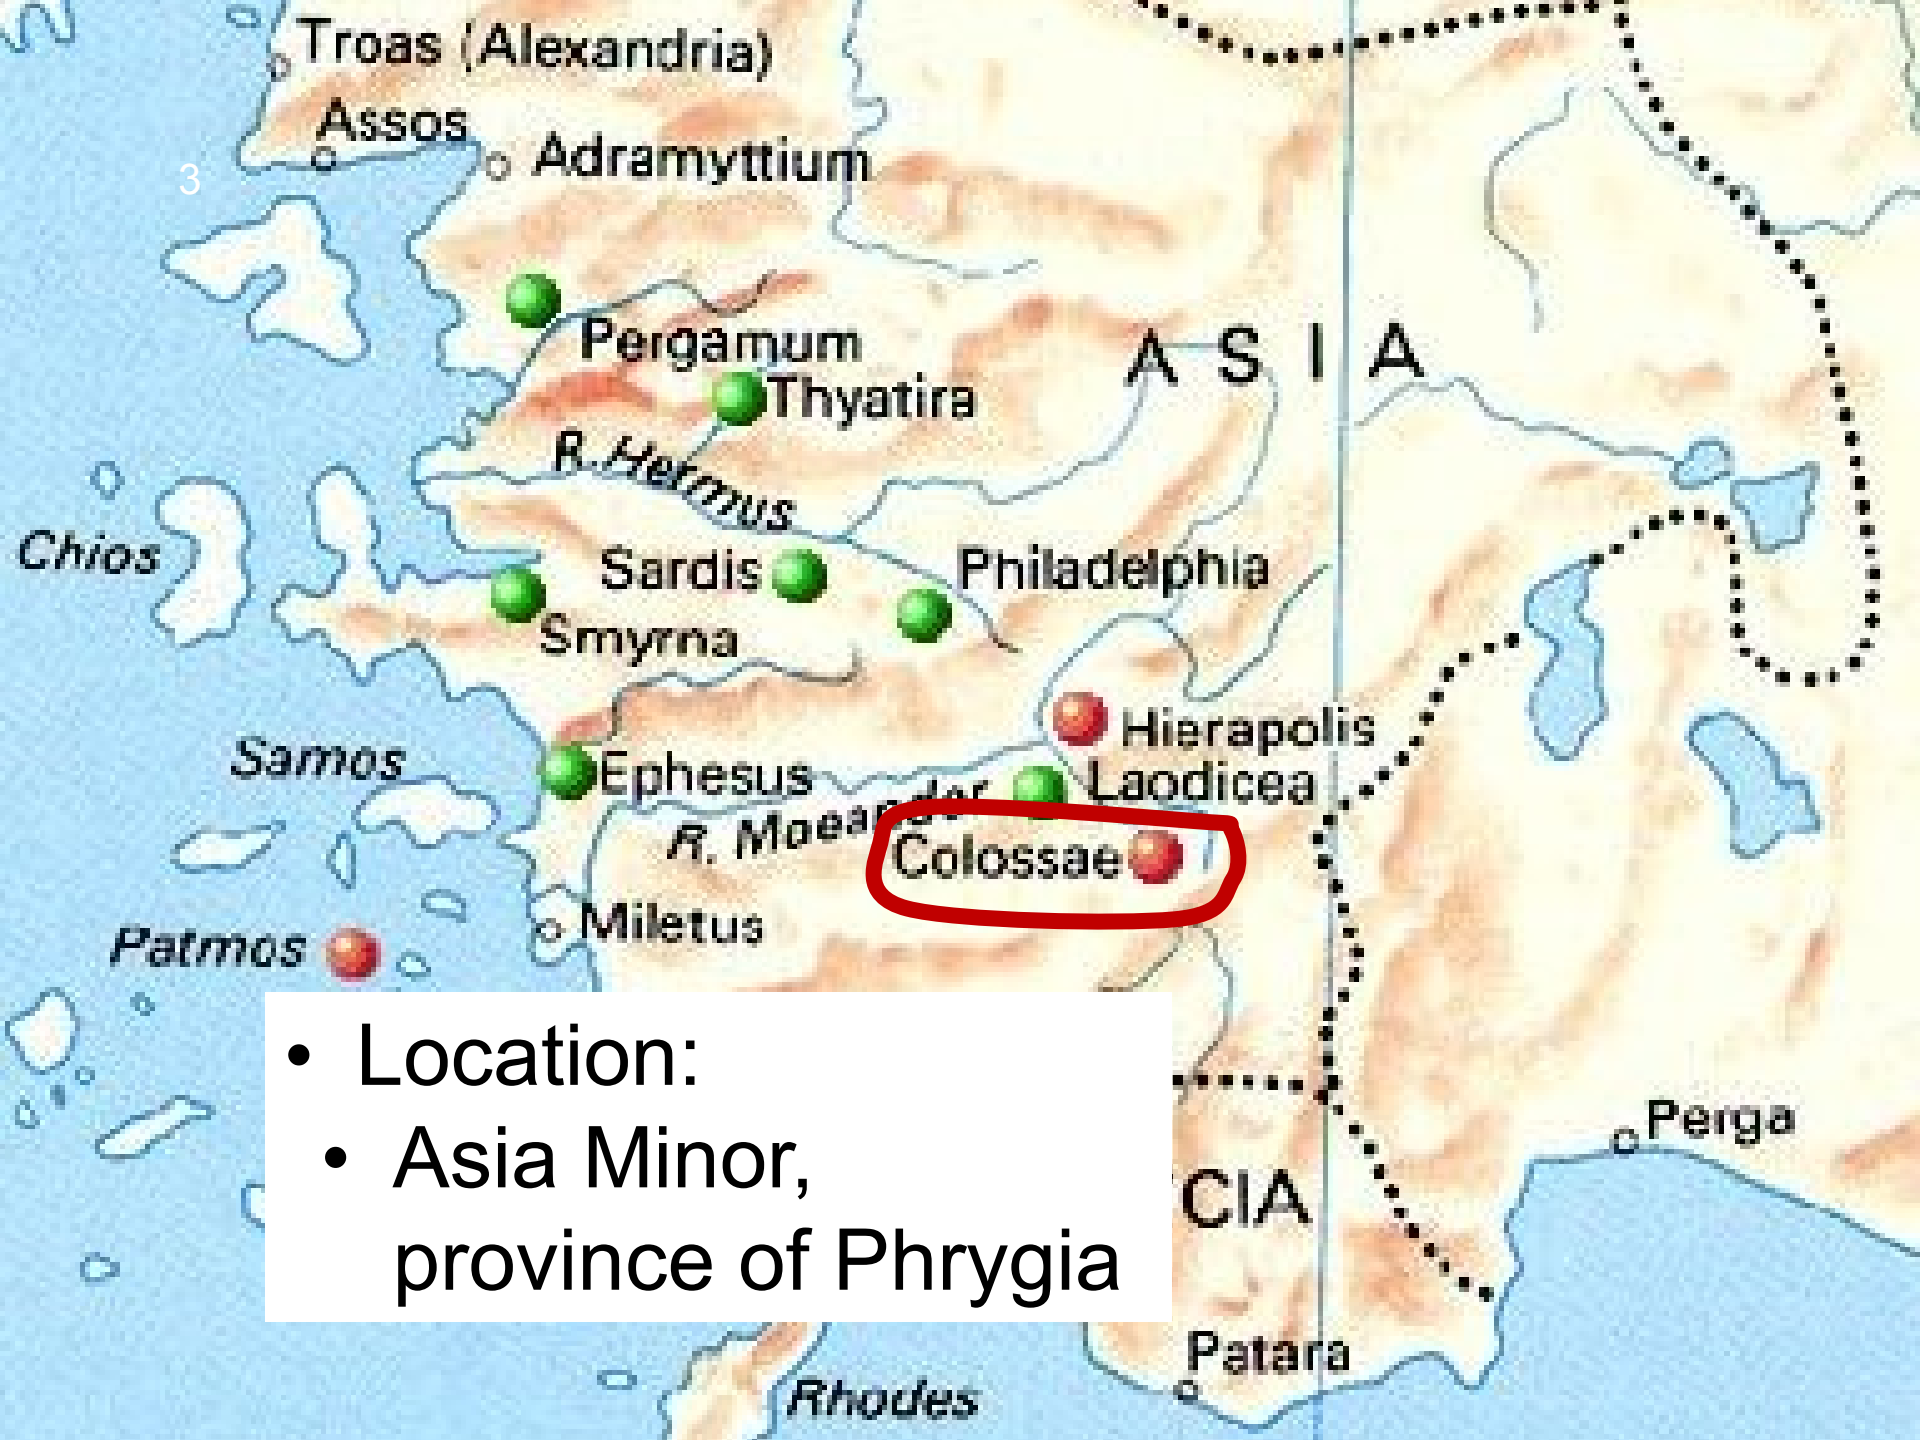 Troas (Alexandria)
Assos
Adramyttium
3
Pergamum
A S I A
Thyatira
R. Hermus
Chios
Sardis
Philadelphia
Smyrna
Hierapolis
Samos
Ephesus
Laodicea
R. Maeander
Colossae
Miletus
Patmos
• Location:
• Asia Minor,
province of Phrygia
Perga
CIA
Patara
Rhodes